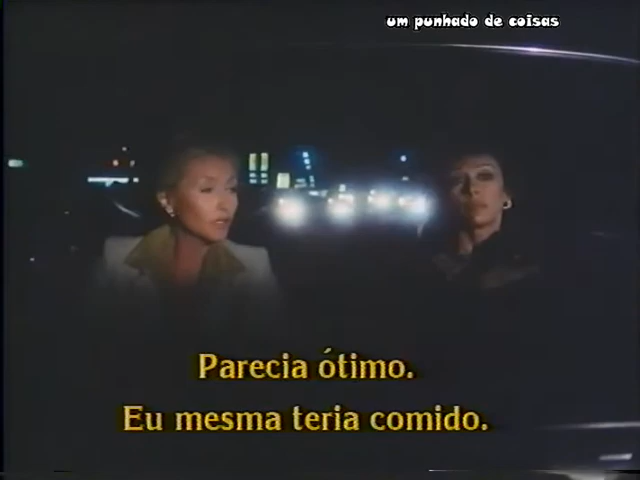 um punhado de coisas
Parecia ótimo.
Eu mesma teria comido.